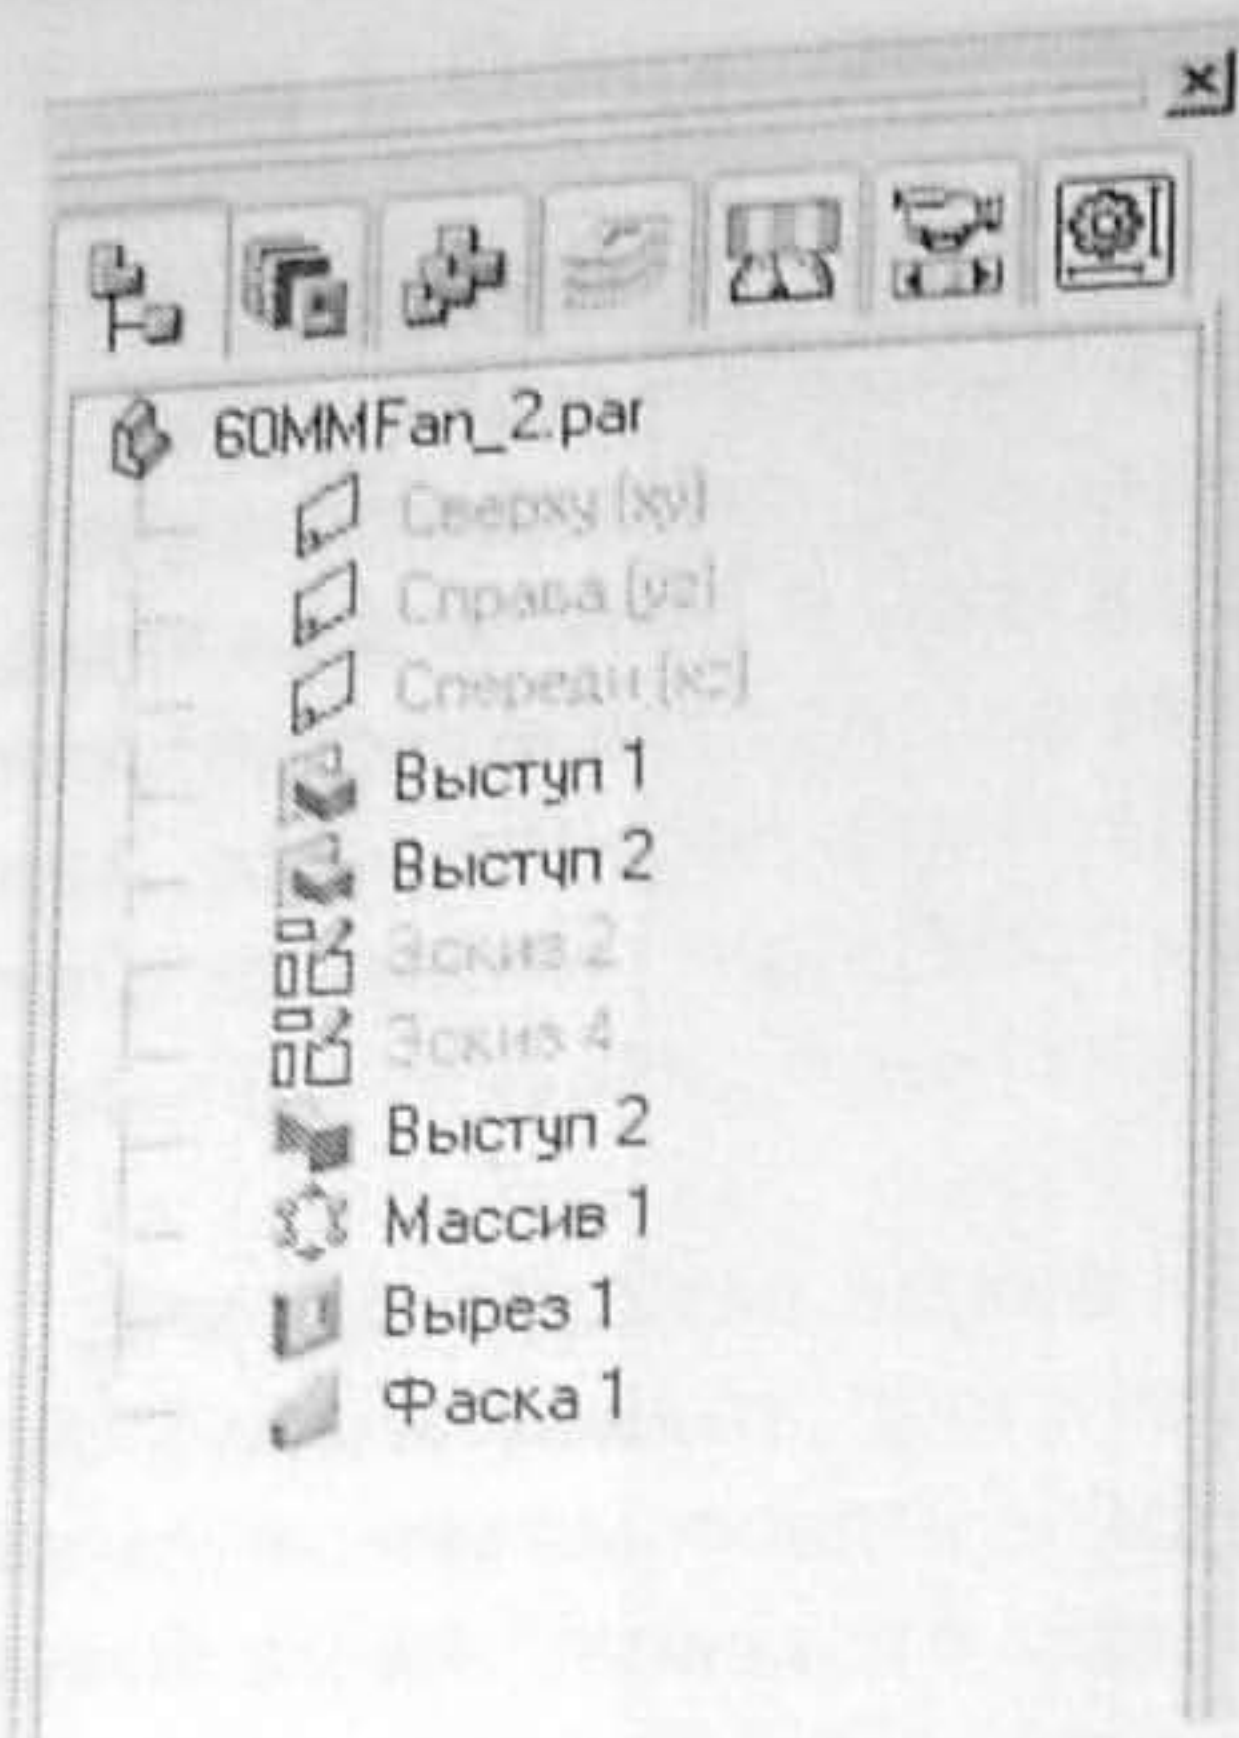 60MMFan_2.par
Сверху (xy)
Справа (yz)
Спереди (xz)
Выступ 1
Выступ 2
Эскиз 2
Эскиз 4
Выступ 2
Массив 1
Вырез 1
Фаска 1